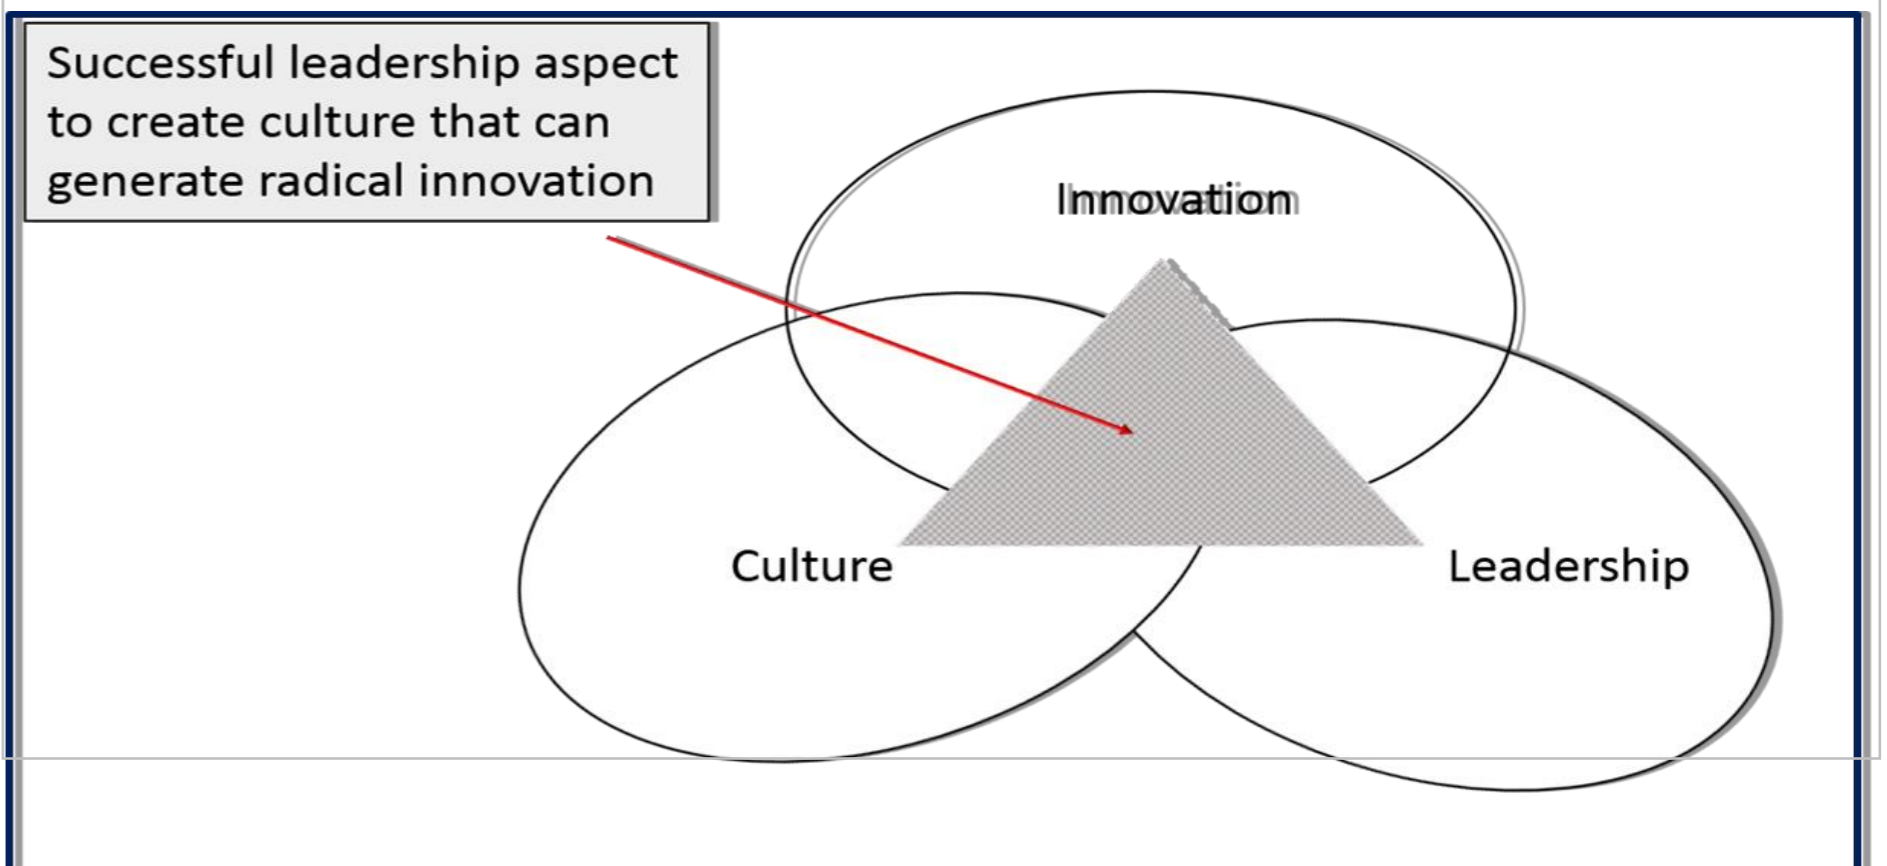 Successful leadership aspect
to create culture that can
generate radical innovation
Innovation
Culture
Leadership